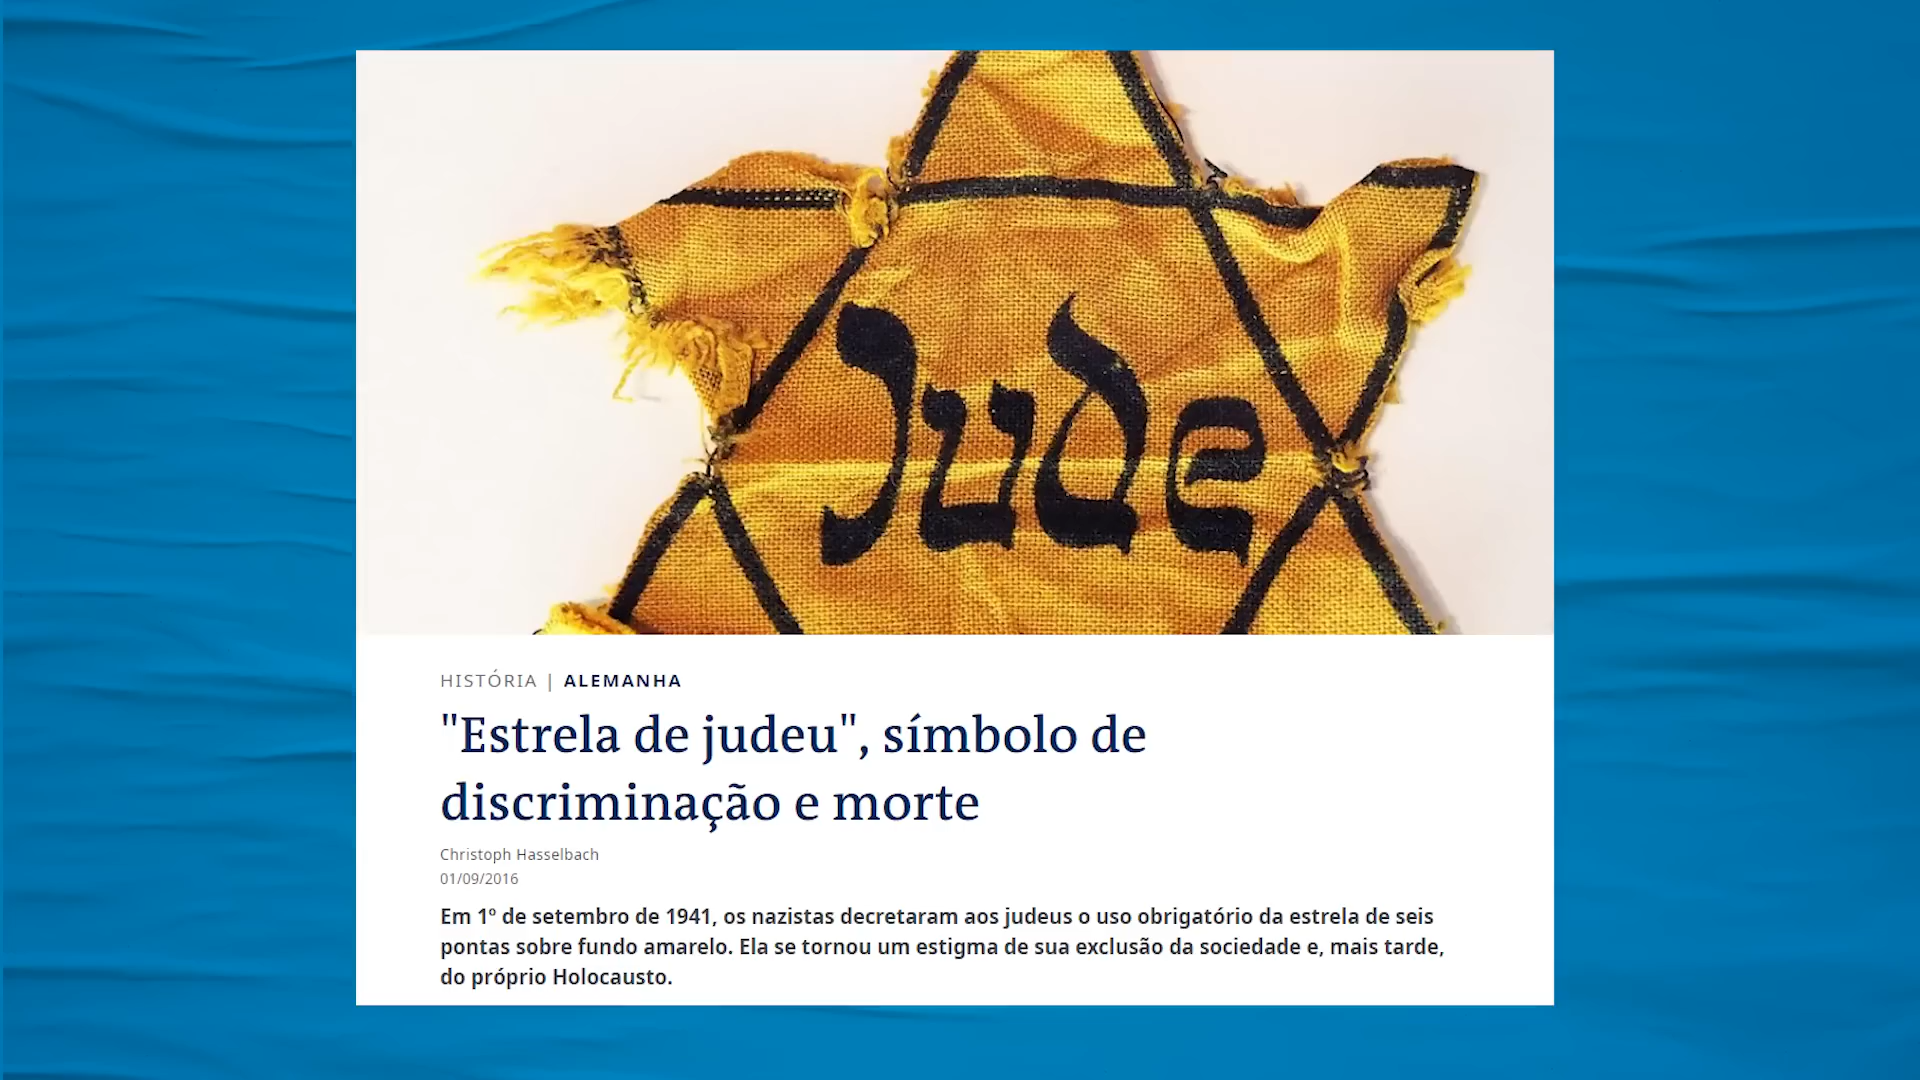 Jude
HISTÓRIA | ALEMANHA
"Estrela de judeu", símbolo de
discriminação e morte
Christoph Hasselbach
01/09/2016
Em 1º de setembro de 1941, os nazistas decretaram aos judeus o uso obrigatório da estrela de seis
pontas sobre fundo amarelo. Ela se tornou um estigma de sua exclusão da sociedade e, mais tarde,
do próprio Holocausto.